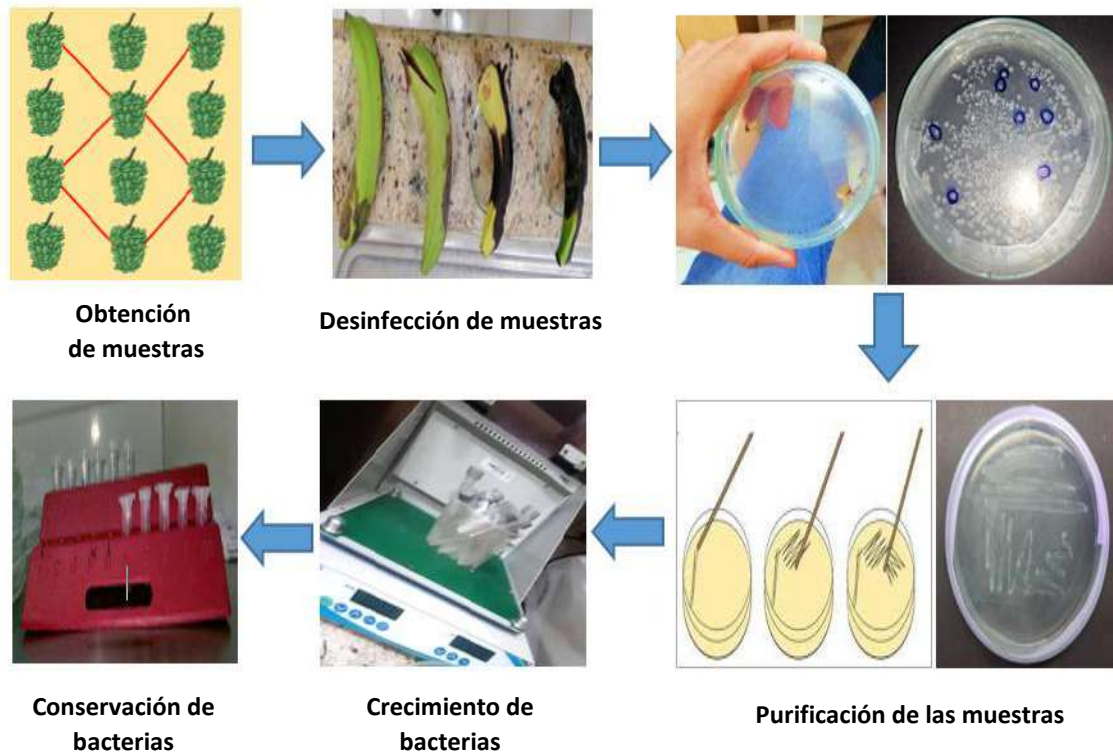 Obtención
de muestras
Desinfección de muestras
Purificación de las muestras
Crecimiento de
bacterias
Conservación de
bacterias